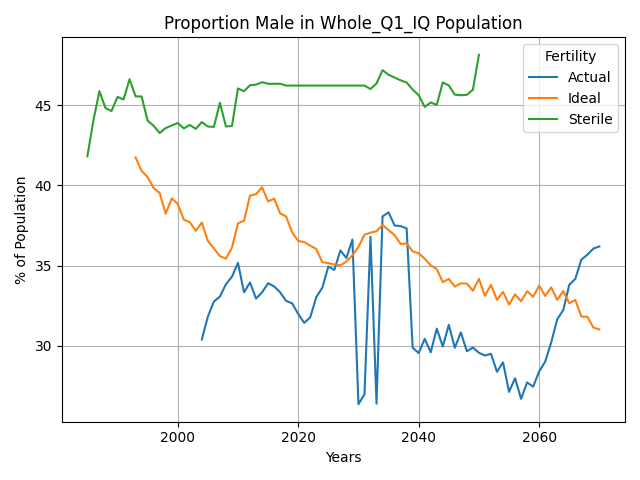 Proportion Male in Whole_Q1_IQ Population
Fertility
Actual
Ideal
Sterile
% of Population
45
40
35
30
2000
2020
2040
2060
Years